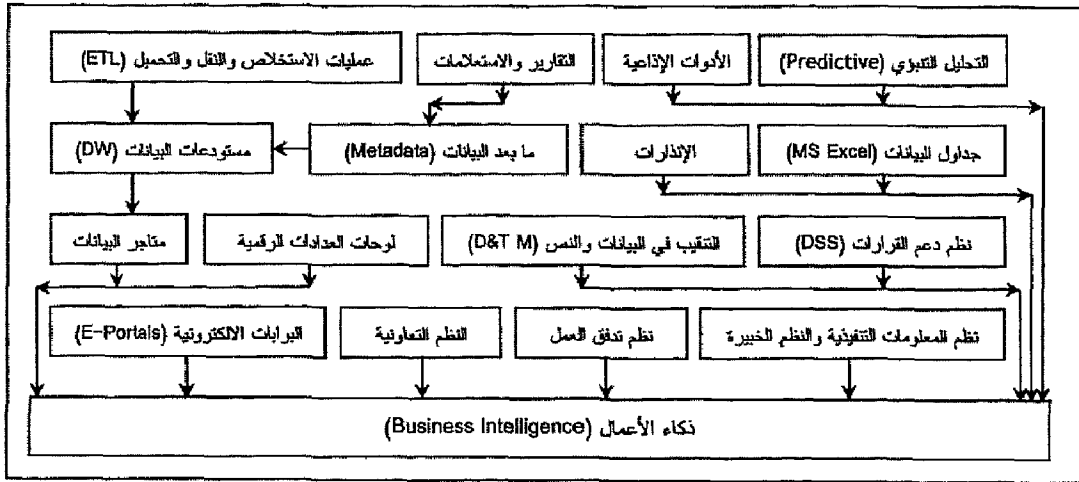 التحليل التنبؤي (Predictive)
الأدوات الإذاعية
التقارير والاستعلامات
عمليات الاستخلاص والنقل والتحميل (ETL)
جداول البيانات (MS Excel)
الإنذارات
ما بعد البيانات (Metadata)
مستودعات البيانات (DW)
نظم دعم القرارات (DSS)
التنقيب في البيانات والنص (D&T M)
لوحات العدادات الرقمية
متاجر البيانات
نظم المعلومات التنفيذية والنظم الخبيرة
نظم تدفق العمل
النظم التعاونية
البوابات الالكترونية (E-Portals)
ذكاء الأعمال (Business Intelligence)